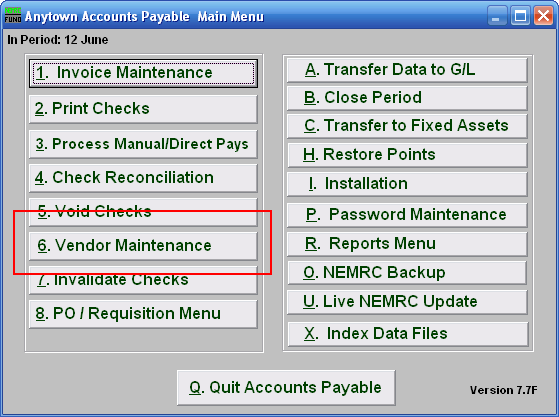 Anytown Accounts Payable Main Menu
In Period: 12 June
1. Invoice Maintenance
2. Print Checks
3. Process Manual/Direct Pays
4. Check Reconciliation
5. Void Checks
6. Vendor Maintenance
7. Invalidate Checks
8. PO / Requisition Menu
A. Transfer Data to G/L
B. Close Period
C. Transfer to Fixed Assets
H. Restore Points
I. Installation
P. Password Maintenance
R. Reports Menu
O. NEMRC Backup
U. Live NEMRC Update
X. Index Data Files
Q. Quit Accounts Payable
Version 7.7F